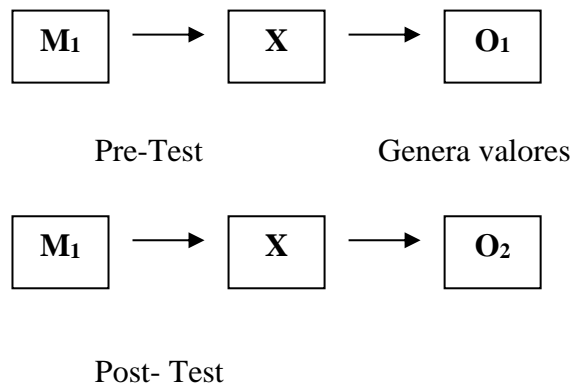 M₁ X O₁
Pre-Test Genera valores
M₁ X O₂
Post- Test